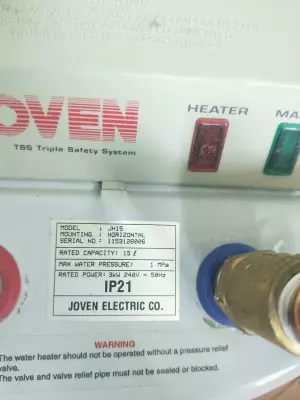 JOVEN
TSS Triple Safety System
HEATER
MODEL : JH15
MOUNTING : HORIZONTAL
SERIAL NO.: 1153126006
RATED CAPACITY: 15 ℓ
MAX WATER PRESSURE: 1 MPa
RATED POWER: 3kW 240V ~ 50Hz
IP21
JOVEN ELECTRIC CO.
WARNING
The water heater should not be operated without a pressure relief
valve.
The valve and valve relief pipe must not be sealed or blocked.